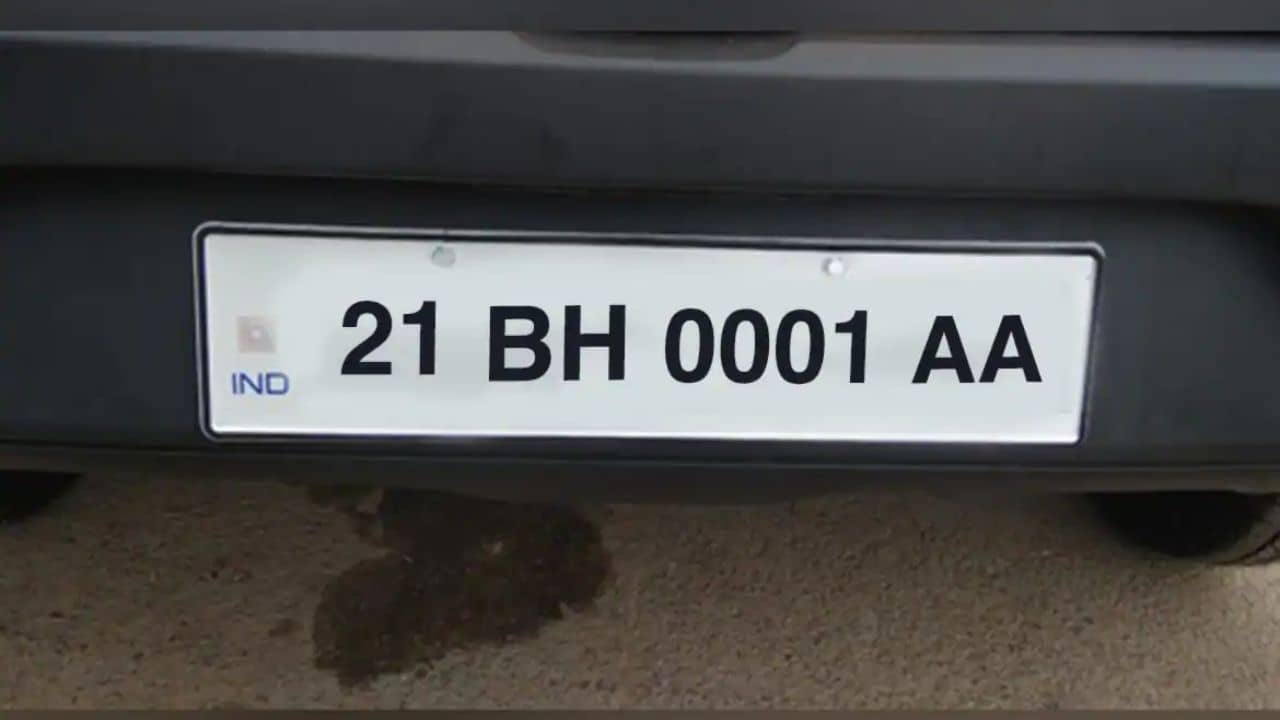 21 BH 0001 AA
IND